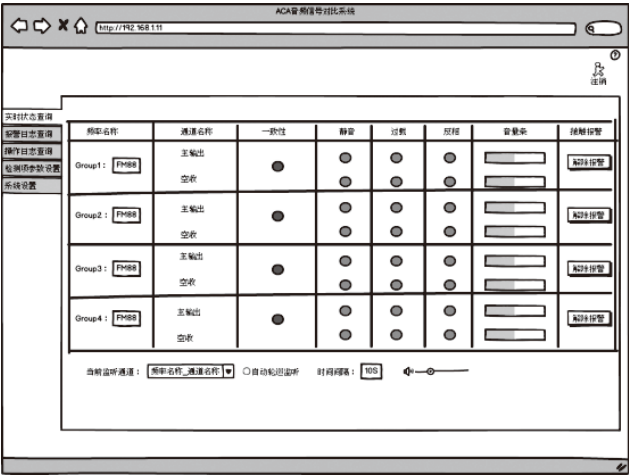 ACA音频信号对比系统
http://192.168.1.11
注销
实时状态查询
报警日志查询
操作日志查询
检测项参数设置
系统设置
频率名称 通道名称 一致性 静音 过载 反相 音量条 接触报警
主输出
Group1： FM88 解除报警
空收
主输出
Group2： FM88 解除报警
空收
主输出
Group3： FM88 解除报警
空收
主输出
Group4： FM88 解除报警
空收
当前监听通道： 频率名称_通道名称 自动轮巡监听 时间间隔： 10S